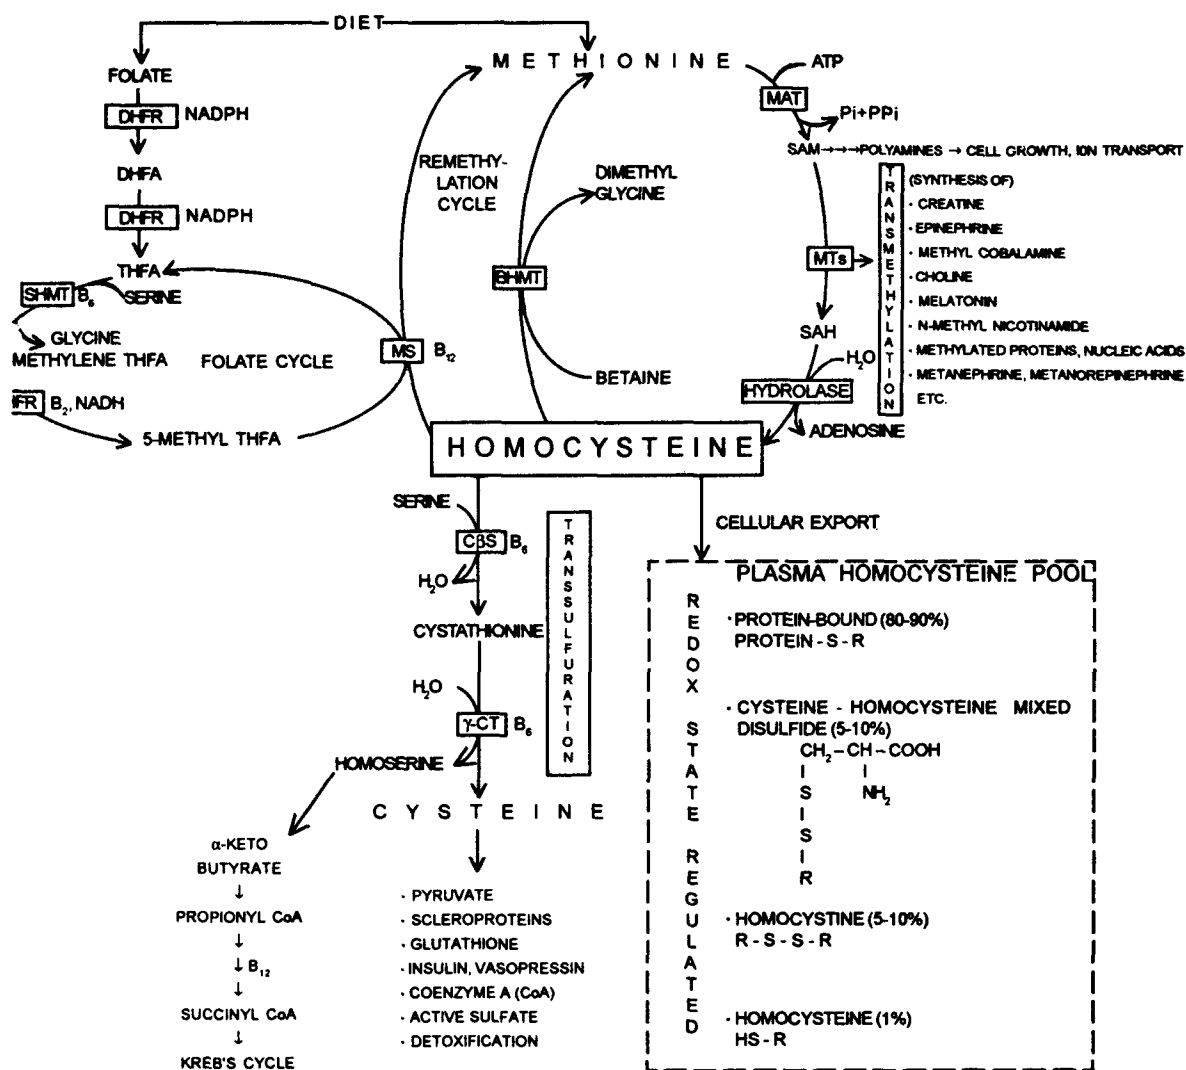 DIET
METHIONINE
FOLATE
DHFR NADPH
DHFA
DHFR NADPH
THFA
SHMT B6 SERINE
GLYCINE
METHYLENE THFA
FOLATE CYCLE
B2, NADH
5-METHYL THFA
MS B12
REMETHY-
LATION
CYCLE
DIMETHYL
GLYCINE
BHMT
BETAINE
ATP
MAT
Pi+PPi
SAM→→→POLYAMINES → CELL GROWTH, ION TRANSPORT
MTs
SAH
H2O
HYDROLASE
ADENOSINE
TRANSMETHYLATION
(SYNTHESIS OF)
· CREATINE
· EPINEPHRINE
· METHYL COBALAMINE
· CHOLINE
· MELATONIN
· N-METHYL NICOTINAMIDE
· METHYLATED PROTEINS, NUCLEIC ACIDS
· METANEPHRINE, METANOREPINEPHRINE
ETC.
HOMOCYSTEINE
SERINE
CBS B6
H2O
CYSTATHIONINE
H2O
γ-CT B6
HOMOSERINE
TRANSSULFURATION
CYSTEINE
α-KETO
BUTYRATE
↓
PROPIONYL CoA
↓
↓ B12
↓
SUCCINYL CoA
↓
KREB'S CYCLE
· PYRUVATE
· SCLEROPROTEINS
· GLUTATHIONE
· INSULIN, VASOPRESSIN
· COENZYME A (CoA)
· ACTIVE SULFATE
· DETOXIFICATION
CELLULAR EXPORT
PLASMA HOMOCYSTEINE POOL
REDOX STATE REGULATED
· PROTEIN-BOUND (80-90%)
PROTEIN - S - R
· CYSTEINE - HOMOCYSTEINE MIXED
DISULFIDE (5-10%)
CH2-CH-COOH
S NH2
S
R
· HOMOCYSTINE (5-10%)
R - S - S - R
· HOMOCYSTEINE (1%)
HS - R